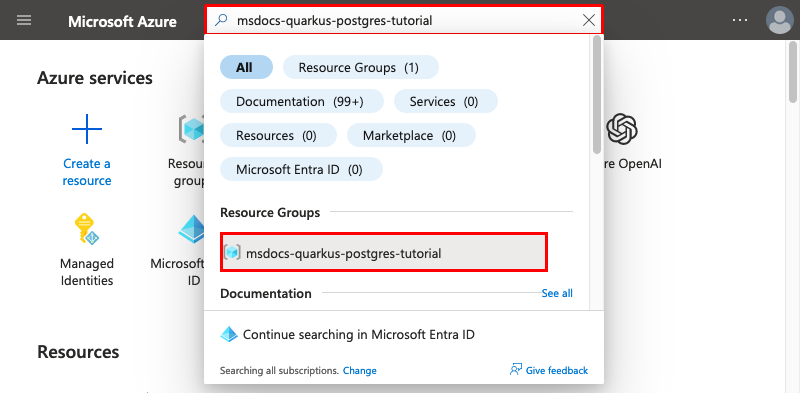 Microsoft Azure
msdocs-quarkus-postgres-tutorial
Azure services
All
Resource Groups (1)
Documentation (99+)
Services (0)
Resources (0)
Marketplace (0)
Microsoft Entra ID (0)
Create a
resource
Resou
group
re OpenAI
Managed
Identities
Microsof
ID
Resource Groups
msdocs-quarkus-postgres-tutorial
Documentation
See all
Continue searching in Microsoft Entra ID
Searching all subscriptions. Change
Give feedback
Resources